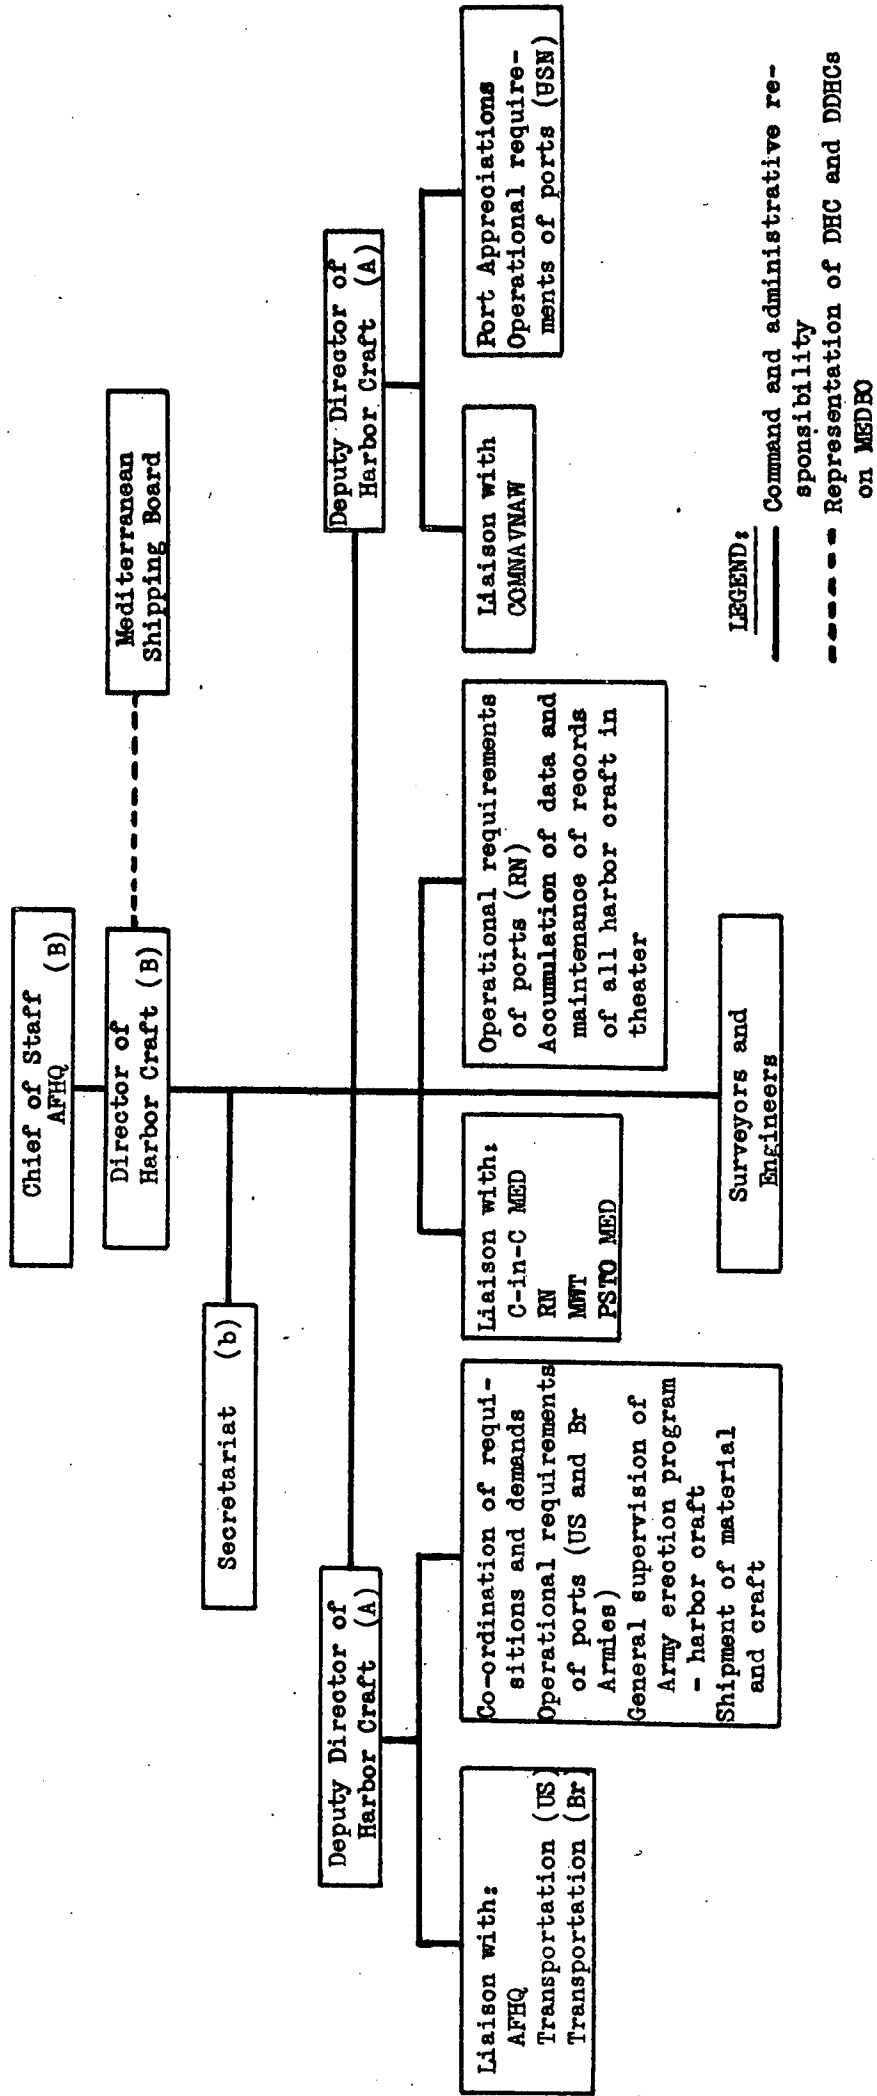 Chief of Staff
AFHQ (B)
Director of
Harbor Craft (B)
Mediterranean
Shipping Board
Secretariat (b)
Deputy Director of
Harbor Craft (A)
Deputy Director of
Harbor Craft (A)
Liaison with:
AFHQ
Transportation (US)
Transportation (Br)
Co-ordination of requi-
sitions and demands
Operational requirements
of ports (US and Br
Armies)
General supervision of
Army erection program
- harbor craft
Shipment of material
and craft
Liaison with:
C-in-C MED
RN
MWT
PSTO MED
Operational requirements
of ports (RN)
Accumulation of data and
maintenance of records
of all harbor craft in
theater
Liaison with
COMNAVNAW
Port Appreciations
Operational require-
ments of ports (USN)
Surveyors and
Engineers
LEGEND:
Command and administrative re-
sponsibility
Representation of DHC and DDHCs
on MEDBO